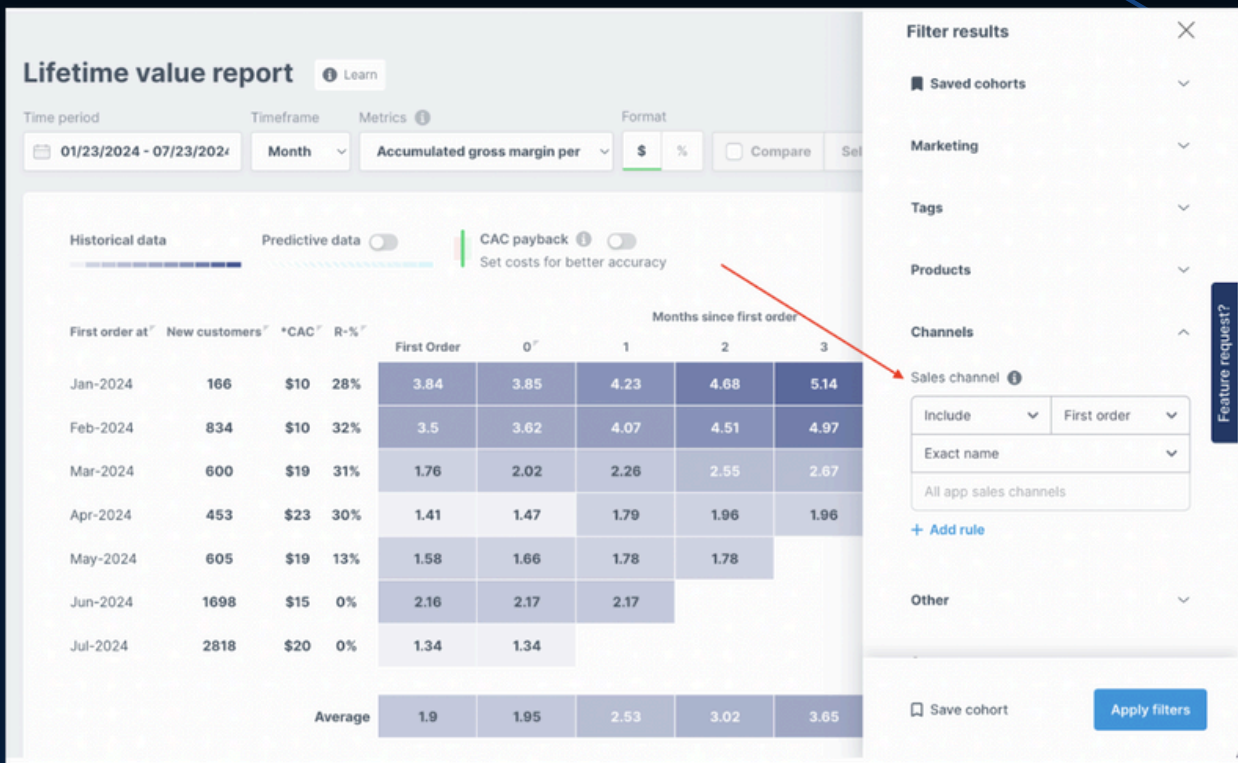 Lifetime value report
Learn
Time period
Timeframe
Metrics
Format
01/23/2024 - 07/23/202
Month
Accumulated gross margin per
$
%
Compare
Sel
Historical data
Predictive data
CAC payback
Set costs for better accuracy
Months since first order
First order at New customers *CAC R-%
First Order 0 1 2 3
Jan-2024 166 $10 28% 3.84 3.85 4.23 4.68 5.14
Feb-2024 834 $10 32% 3.5 3.62 4.07 4.51 4.97
Mar-2024 600 $19 31% 1.76 2.02 2.26 2.55 2.67
Apr-2024 453 $23 30% 1.41 1.47 1.79 1.96 1.96
May-2024 605 $19 13% 1.58 1.66 1.78 1.78
Jun-2024 1698 $15 0% 2.16 2.17 2.17
Jul-2024 2818 $20 0% 1.34 1.34
Average 1.9 1.95 2.53 3.02 3.65
Filter results
Saved cohorts
Marketing
Tags
Products
Channels
Sales channel
Include
First order
Exact name
All app sales channels
+ Add rule
Other
Save cohort
Apply filters
Feature request?